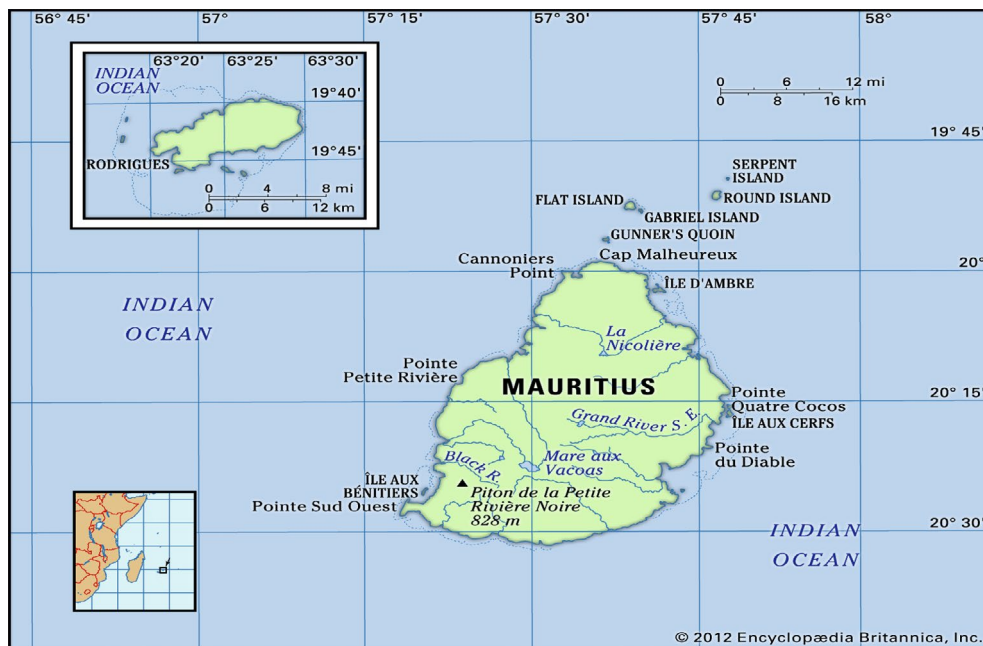 56° 45'
57°
57° 15'
57° 30'
57° 45'
58°
63° 20'
63° 25'
63° 30'
INDIAN
OCEAN
19° 40'
19° 45'
RODRIGUES
0 4 8 mi
0 6 12 km
0 6 12 mi
0 8 16 km
19° 45'
SERPENT
ISLAND
ROUND ISLAND
FLAT ISLAND
GABRIEL ISLAND
GUNNER'S QUOIN
Cap Malheureux
Cannoniers
Point
20°
ÎLE D'AMBRE
INDIAN
OCEAN
La
Nicolière
Pointe
Petite Rivière
MAURITIUS
Pointe
Quatre Cocos
20° 15'
ÎLE AUX CERFS
Grand River S. E.
Pointe
du Diable
Mare aux
Vacoas
Black R.
ÎLE AUX
BÉNITIERS
Pointe Sud Ouest
Piton de la Petite
Rivière Noire
828 m
20° 30'
INDIAN
OCEAN
© 2012 Encyclopædia Britannica, Inc.